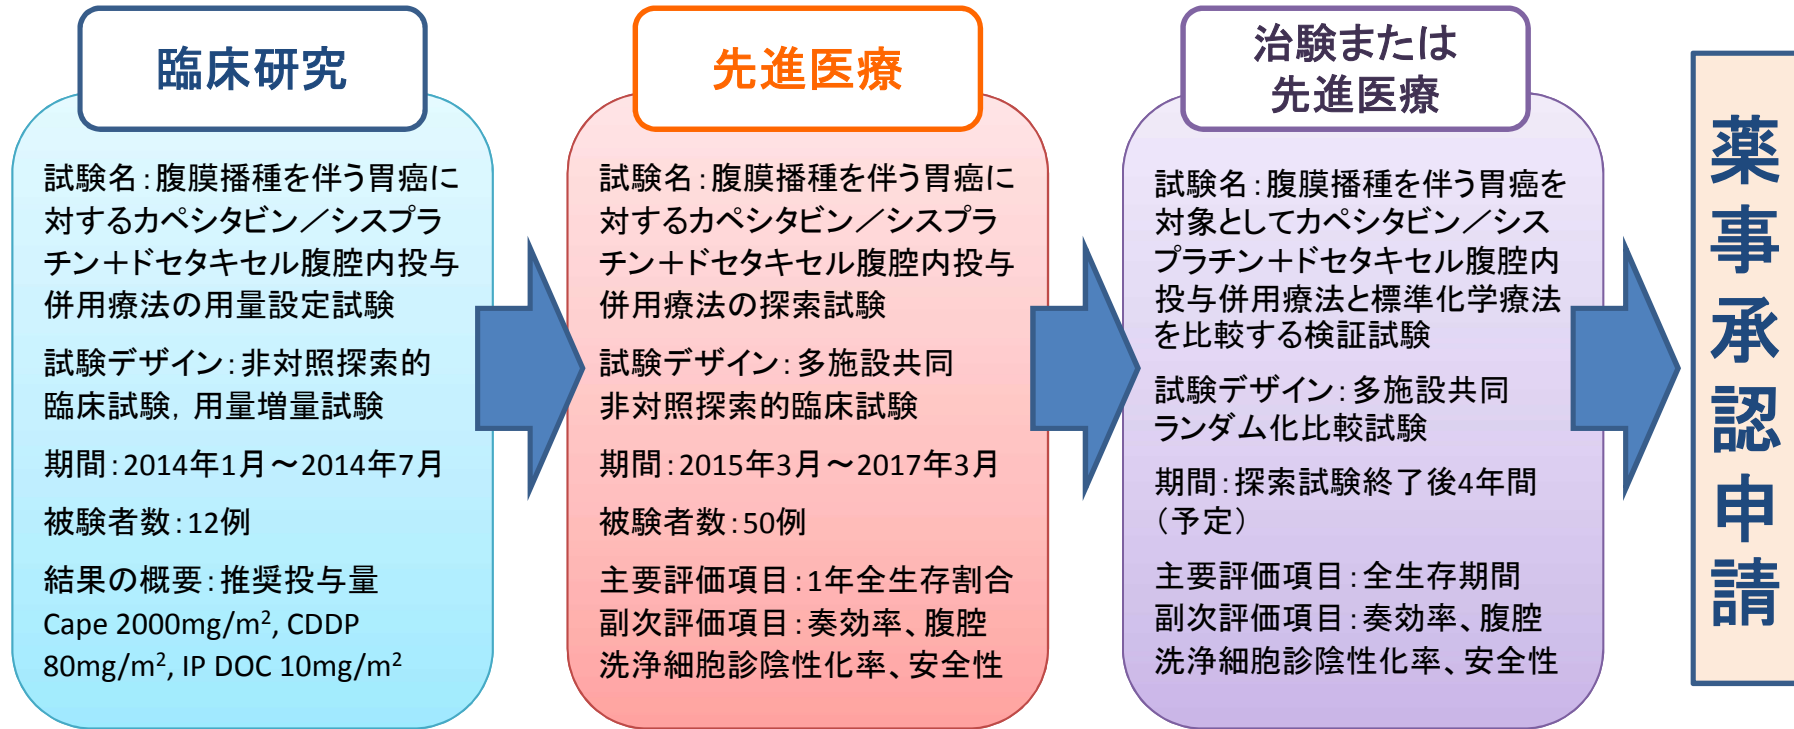 臨床研究
試験名：腹膜播種を伴う胃癌に
対するカペシタビン／シスプラ
チン＋ドセタキセル腹腔内投与
併用療法の用量設定試験
試験デザイン：非対照探索的
臨床試験，用量増量試験
期間：2014年1月～2014年7月
被験者数：12例
結果の概要：推奨投与量
Cape 2000mg/m², CDDP
80mg/m², IP DOC 10mg/m²
先進医療
試験名：腹膜播種を伴う胃癌に
対するカペシタビン／シスプラ
チン＋ドセタキセル腹腔内投与
併用療法の探索試験
試験デザイン：多施設共同
非対照探索的臨床試験
期間：2015年3月～2017年3月
被験者数：50例
主要評価項目：1年全生存割合
副次評価項目：奏効率、腹腔
洗浄細胞診陰性化率、安全性
治験または
先進医療
試験名：腹膜播種を伴う胃癌を
対象としてカペシタビン／シス
プラチン＋ドセタキセル腹腔内
投与併用療法と標準化学療法
を比較する検証試験
試験デザイン：多施設共同
ランダム化比較試験
期間：探索試験終了後4年間
（予定）
主要評価項目：全生存期間
副次評価項目：奏効率、腹腔
洗浄細胞診陰性化率、安全性
薬事承認申請